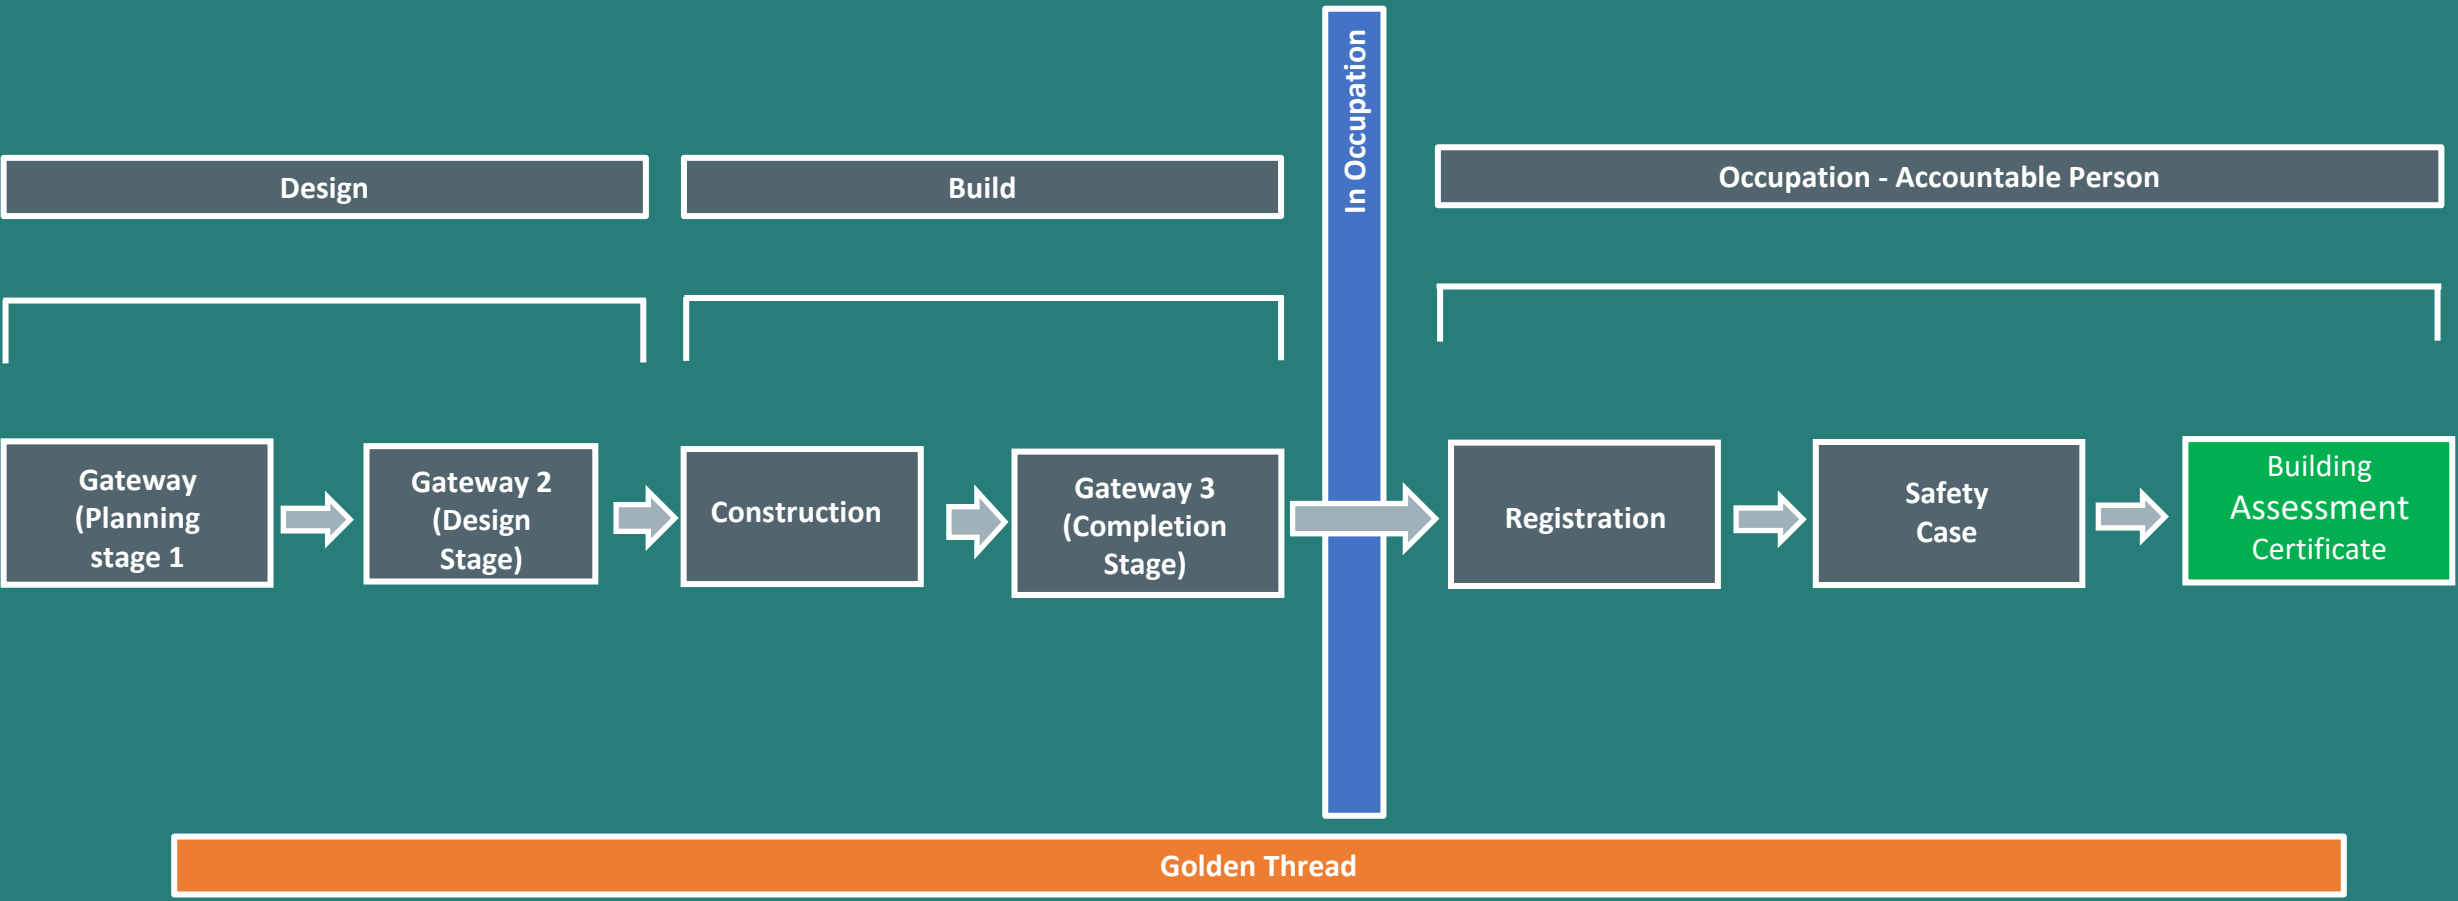 In Occupation
Design
Build
Occupation - Accountable Person
Gateway
(Planning
stage 1
Gateway 2
(Design
Stage)
Construction
Gateway 3
(Completion
Stage)
Registration
Safety
Case
Building
Assessment
Certificate
Golden Thread